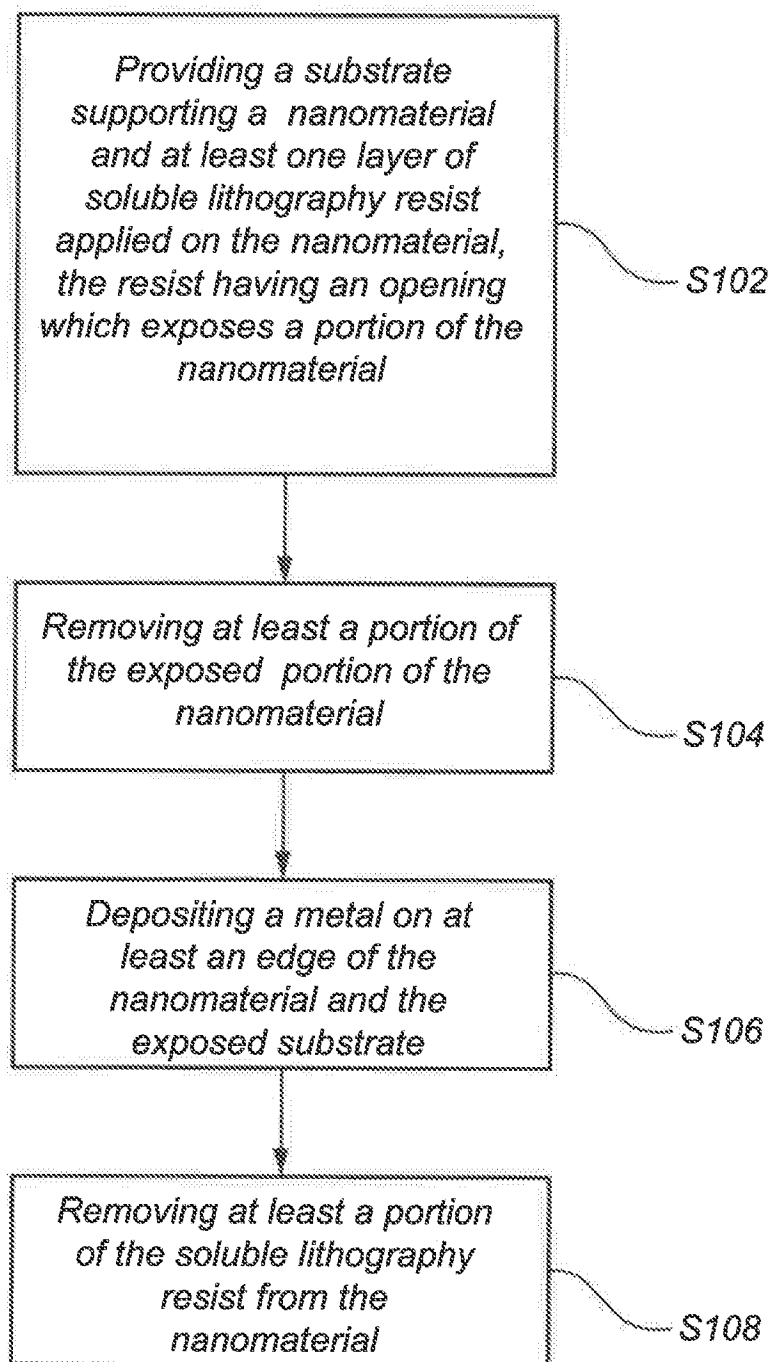 Providing a substrate
supporting a nanomaterial
and at least one layer of
soluble lithography resist
applied on the nanomaterial,
the resist having an opening
which exposes a portion of the
nanomaterial
S102
Removing at least a portion of
the exposed portion of the
nanomaterial
S104
Depositing a metal on at
least an edge of the
nanomaterial and the
exposed substrate
S106
Removing at least a portion
of the soluble lithography
resist from the
nanomaterial
S108